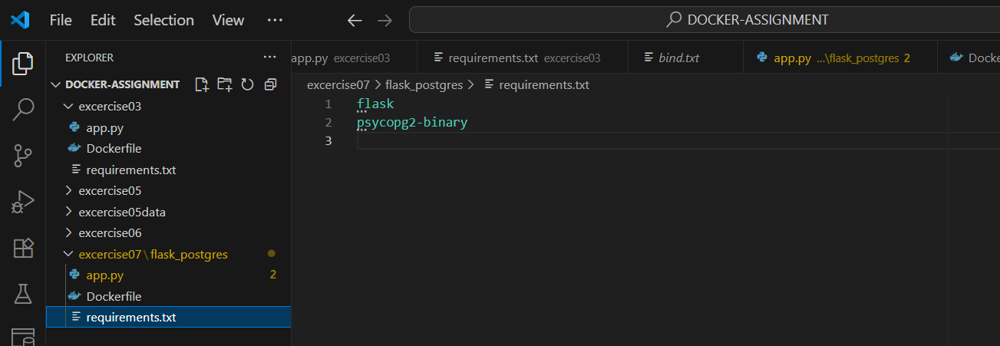 File Edit Selection View ···
DOCKER-ASSIGNMENT
EXPLORER ···
DOCKER-ASSIGNMENT
excercise03
app.py
Dockerfile
requirements.txt
excercise05
excercise05data
excercise06
excercise07\flask_postgres
app.py 2
Dockerfile
requirements.txt
app.py excercise03
requirements.txt excercise03
bind.txt
app.py ...\flask_postgres 2
Docke
excercise07 > flask_postgres > requirements.txt
1 flask
2 psycopg2-binary
3